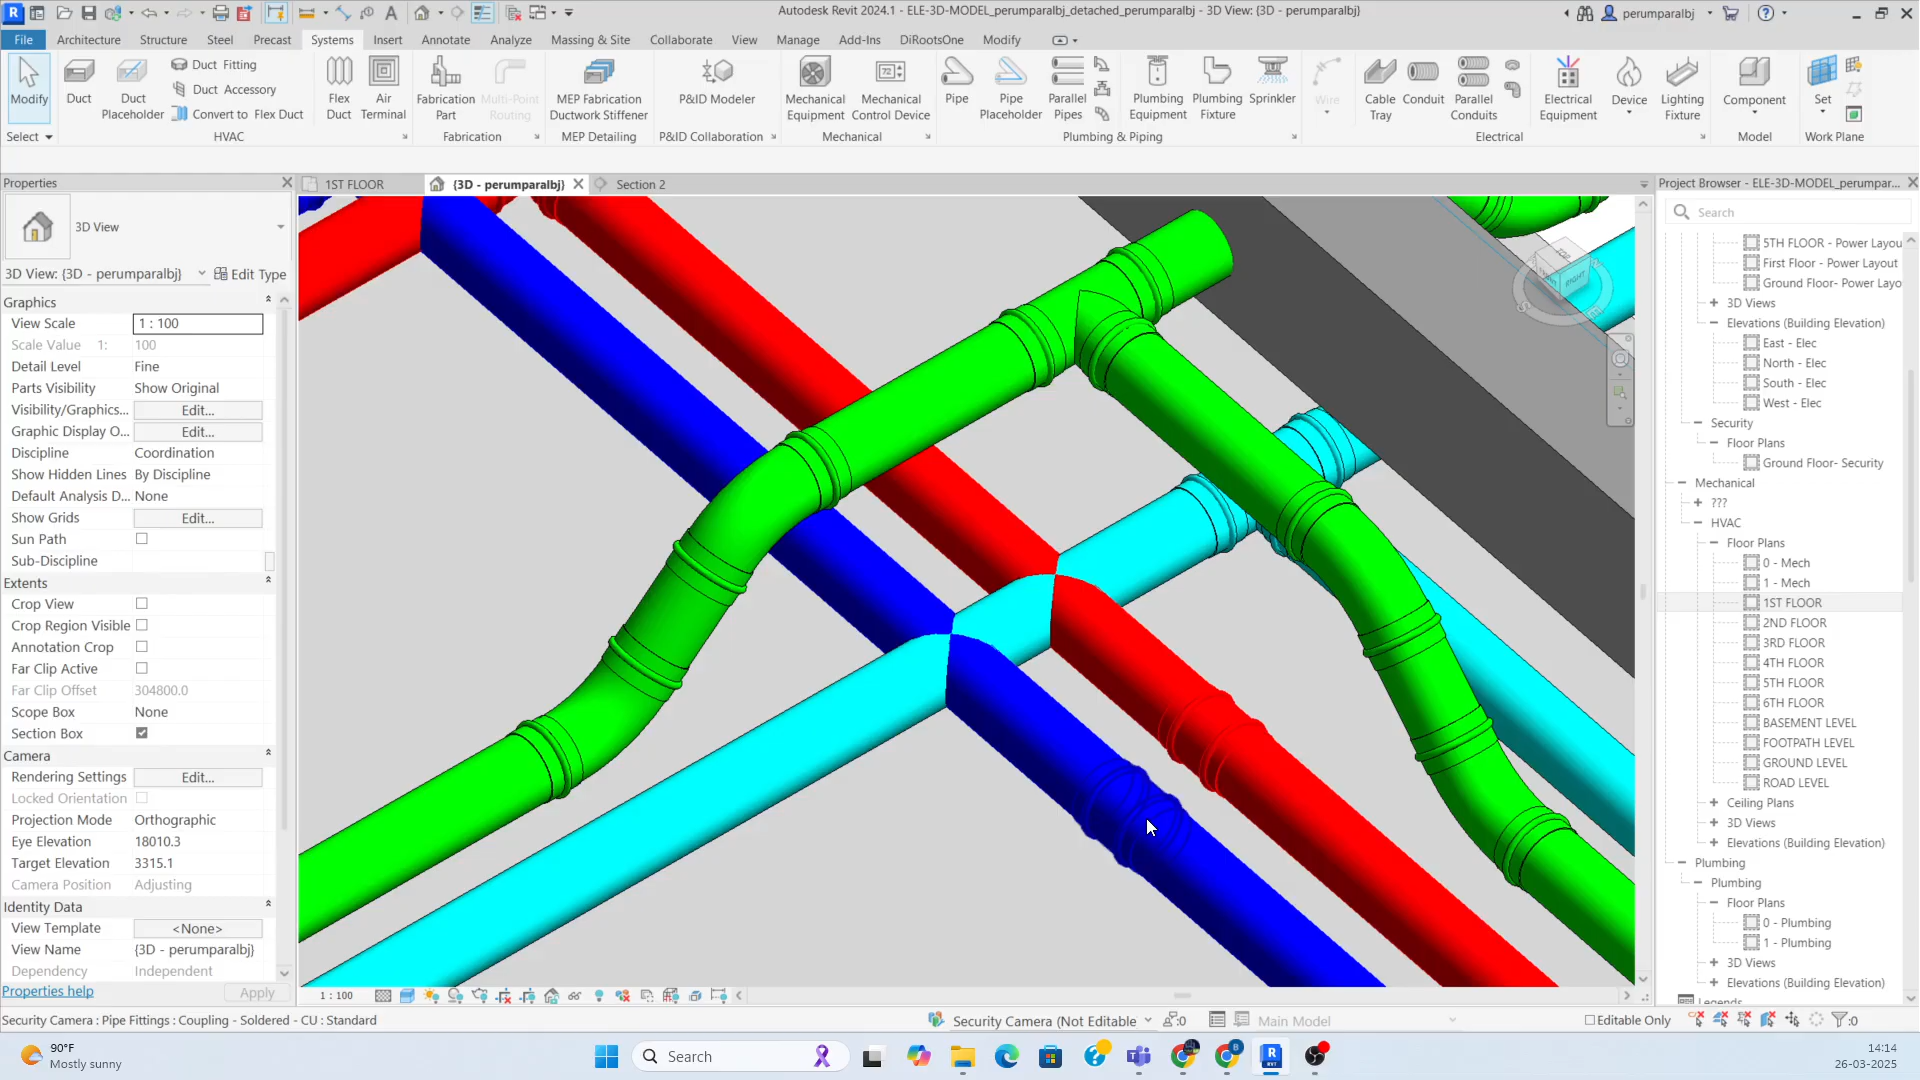 Autodesk Revit 2024.1 - ELE-3D-MODEL_perumparalbj_detached_perumparalbj - 3D View: {3D - perumparalbj}
perumparalbj
File Architecture Structure Steel Precast Systems Insert Annotate Analyze Massing & Site Collaborate View Manage Add-Ins DiRootsOne Modify
Modify
Duct
Duct Placeholder
Duct Fitting
Duct Accessory
Convert to Flex Duct
Flex Duct
Air Terminal
Fabrication Part
Multi-Point Routing
MEP Fabrication Ductwork Stiffener
P&ID Modeler
Mechanical Equipment
Mechanical Control Device
Pipe
Pipe Placeholder
Parallel Pipes
Plumbing Equipment
Plumbing Fixture
Sprinkler
Wire
Cable Tray
Conduit
Parallel Conduits
Electrical Equipment
Device
Lighting Fixture
Component
Set
Select HVAC Fabrication MEP Detailing P&ID Collaboration Mechanical Plumbing & Piping Electrical Model Work Plane
Properties
3D View
3D View: {3D - perumparalbj} Edit Type
Graphics
View Scale 1 : 100
Scale Value 1: 100
Detail Level Fine
Parts Visibility Show Original
Visibility/Graphics... Edit...
Graphic Display O... Edit...
Discipline Coordination
Show Hidden Lines By Discipline
Default Analysis D... None
Show Grids Edit...
Sun Path
Sub-Discipline
Extents
Crop View
Crop Region Visible
Annotation Crop
Far Clip Active
Far Clip Offset 304800.0
Scope Box None
Section Box
Camera
Rendering Settings Edit...
Locked Orientation
Projection Mode Orthographic
Eye Elevation 18010.3
Target Elevation 3315.1
Camera Position Adjusting
Identity Data
View Template <None>
View Name {3D - perumparalbj}
Dependency Independent
Properties help Apply
1ST FLOOR {3D - perumparalbj} Section 2
RIGHT
1 : 100
Project Browser - ELE-3D-MODEL_perumpar...
Search
5TH FLOOR - Power Layou
First Floor - Power Layout
Ground Floor- Power Layo
3D Views
Elevations (Building Elevation)
East - Elec
North - Elec
South - Elec
West - Elec
Security
Floor Plans
Ground Floor- Security
Mechanical
???
HVAC
Floor Plans
0 - Mech
1 - Mech
1ST FLOOR
2ND FLOOR
3RD FLOOR
4TH FLOOR
5TH FLOOR
6TH FLOOR
BASEMENT LEVEL
FOOTPATH LEVEL
GROUND LEVEL
ROAD LEVEL
Ceiling Plans
3D Views
Elevations (Building Elevation)
Plumbing
Plumbing
Floor Plans
0 - Plumbing
1 - Plumbing
3D Views
Elevations (Building Elevation)
Legends
Security Camera : Pipe Fittings : Coupling - Soldered - CU : Standard
Security Camera (Not Editable :0 Main Model Editable Only :0
90°F
Mostly sunny
Search
14:14
26-03-2025